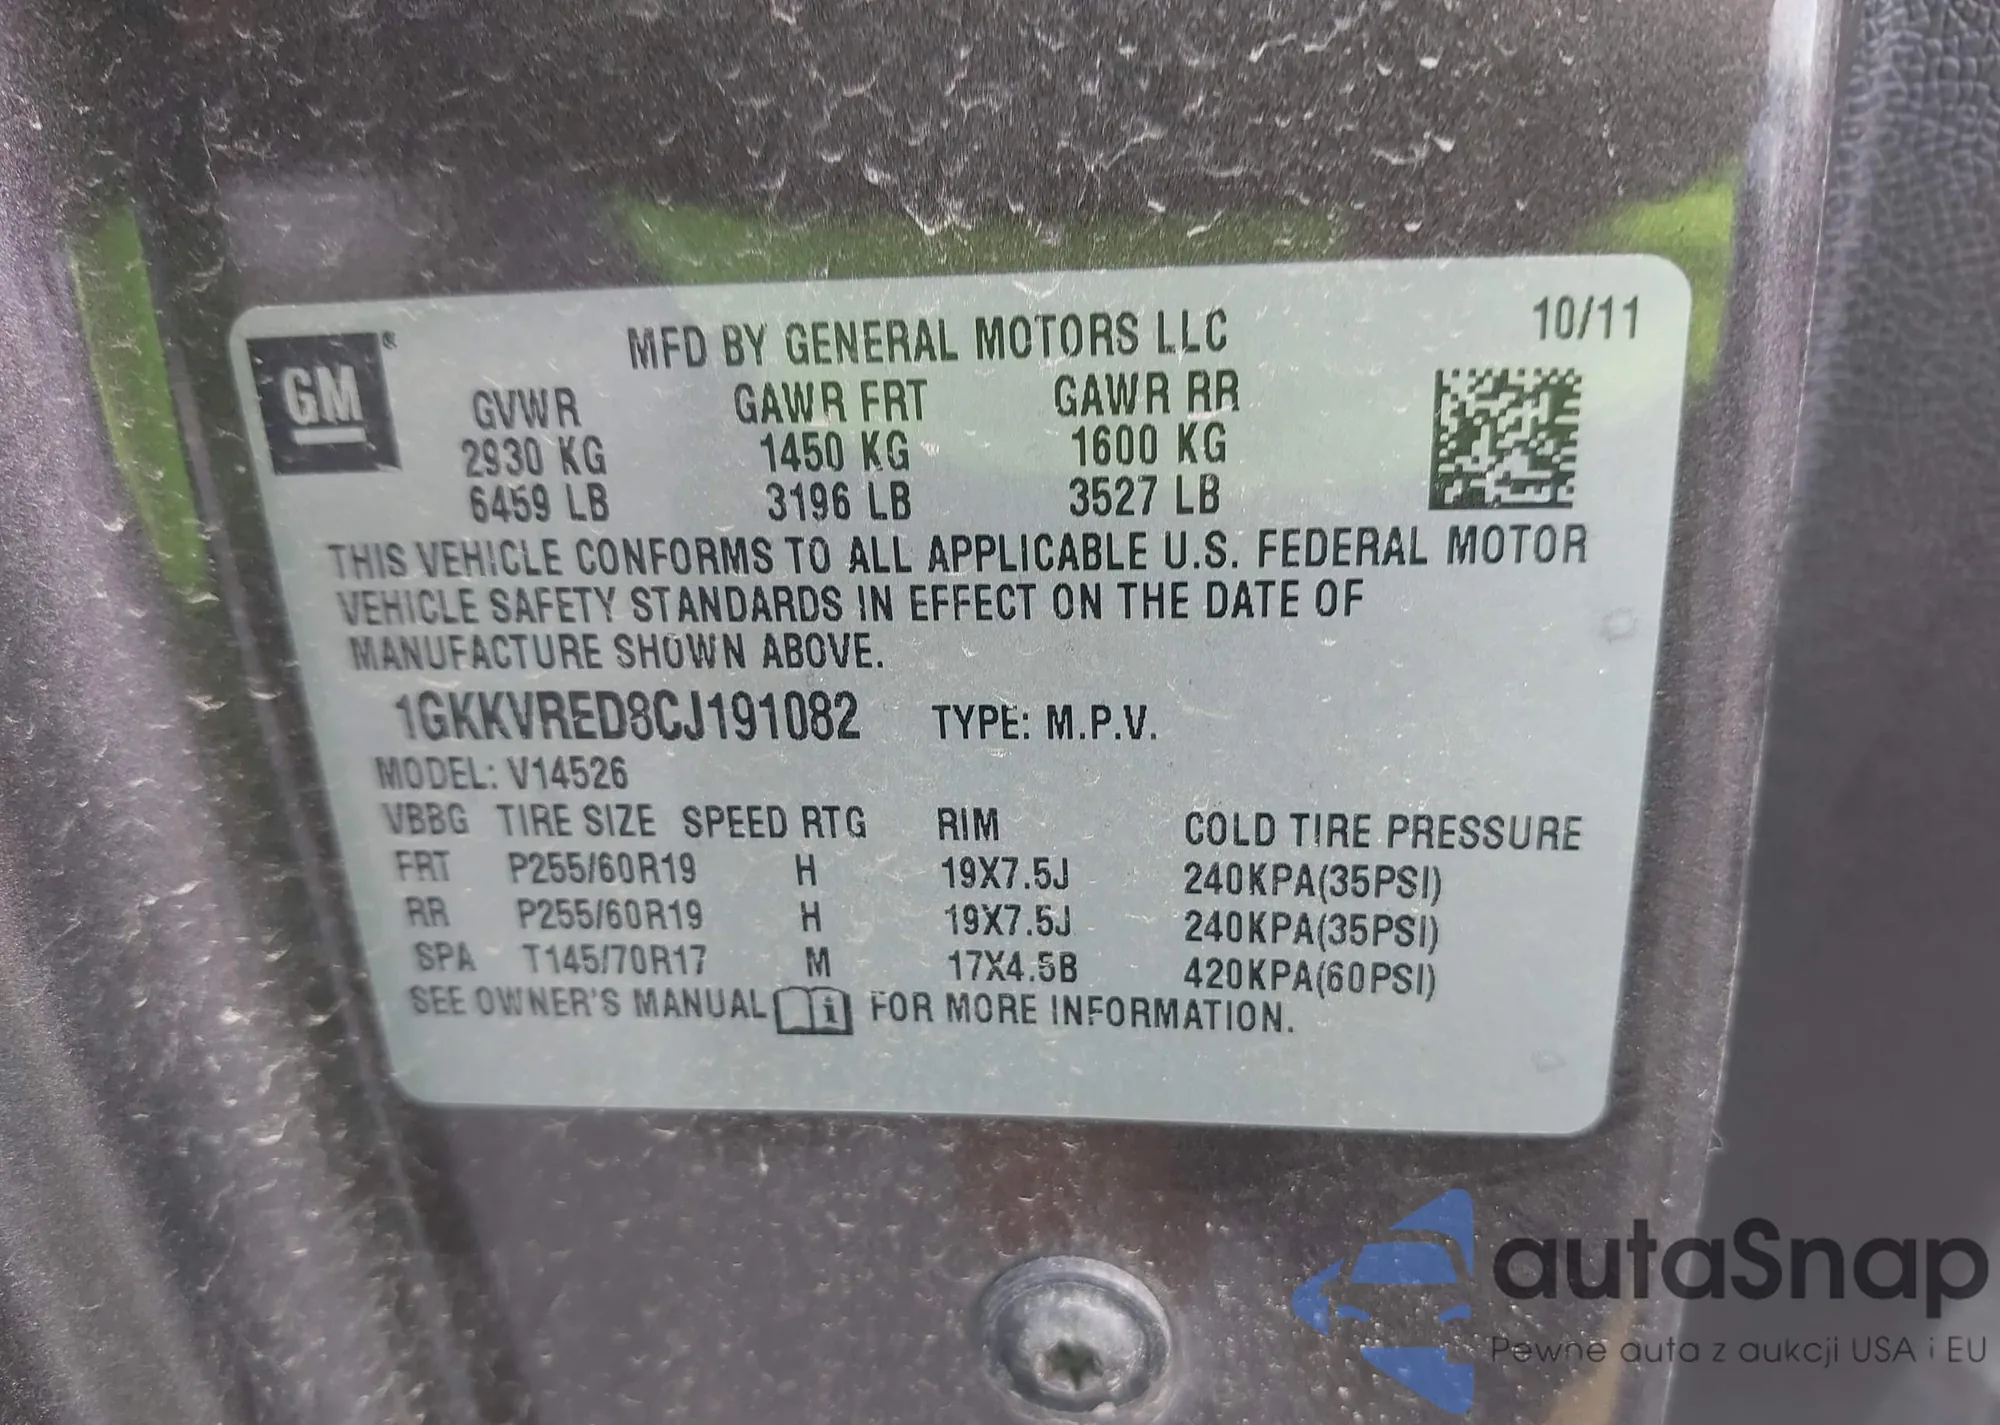 MFD BY GENERAL MOTORS LLC 10/11
GM ®
GVWR GAWR FRT GAWR RR
2930 KG 1450 KG 1600 KG
6459 LB 3196 LB 3527 LB
THIS VEHICLE CONFORMS TO ALL APPLICABLE U.S. FEDERAL MOTOR
VEHICLE SAFETY STANDARDS IN EFFECT ON THE DATE OF
MANUFACTURE SHOWN ABOVE.
1GKKVRED8CJ191082 TYPE: M.P.V.
MODEL: V14526
VBBG TIRE SIZE SPEED RTG RIM COLD TIRE PRESSURE
FRT P255/60R19 H 19X7.5J 240KPA(35PSI)
RR P255/60R19 H 19X7.5J 240KPA(35PSI)
SPA T145/70R17 M 17X4.5B 420KPA(60PSI)
SEE OWNER'S MANUAL i FOR MORE INFORMATION.
autaSnap
Pewne auta z aukcji USA i EU